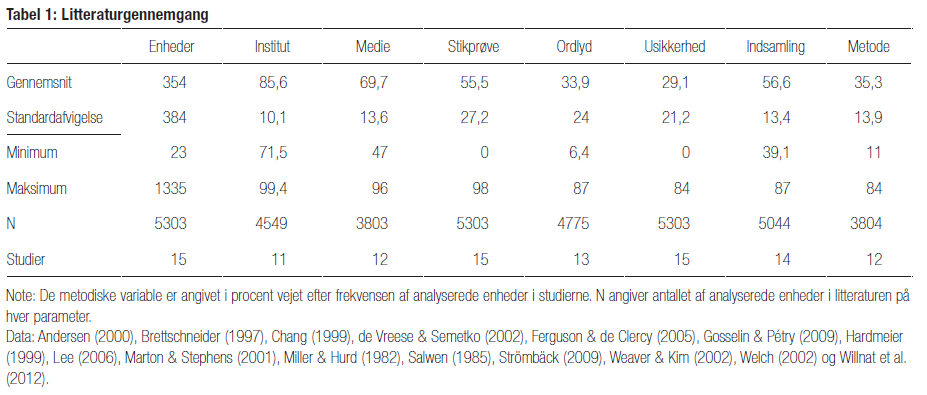 Tabel 1: Litteraturgennemgang
Enheder Institut Medie Stikprøve Ordlyd Usikkerhed Indsamling Metode
Gennemsnit 354 85,6 69,7 55,5 33,9 29,1 56,6 35,3
Standardafvigelse 384 10,1 13,6 27,2 24 21,2 13,4 13,9
Minimum 23 71,5 47 0 6,4 0 39,1 11
Maksimum 1335 99,4 96 98 87 84 87 84
N 5303 4549 3803 5303 4775 5303 5044 3804
Studier 15 11 12 15 13 15 14 12
Note: De metodiske variable er angivet i procent vejet efter frekvensen af analyserede enheder i studierne. N angiver antallet af analyserede enheder i litteraturen på
hver parameter.
Data: Andersen (2000), Brettschneider (1997), Chang (1999), de Vreese & Semetko (2002), Ferguson & de Clercy (2005), Gosselin & Pétry (2009), Hardmeier
(1999), Lee (2006), Marton & Stephens (2001), Miller & Hurd (1982), Salwen (1985), Strömbäck (2009), Weaver & Kim (2002), Welch (2002) og Willnat et al.
(2012).